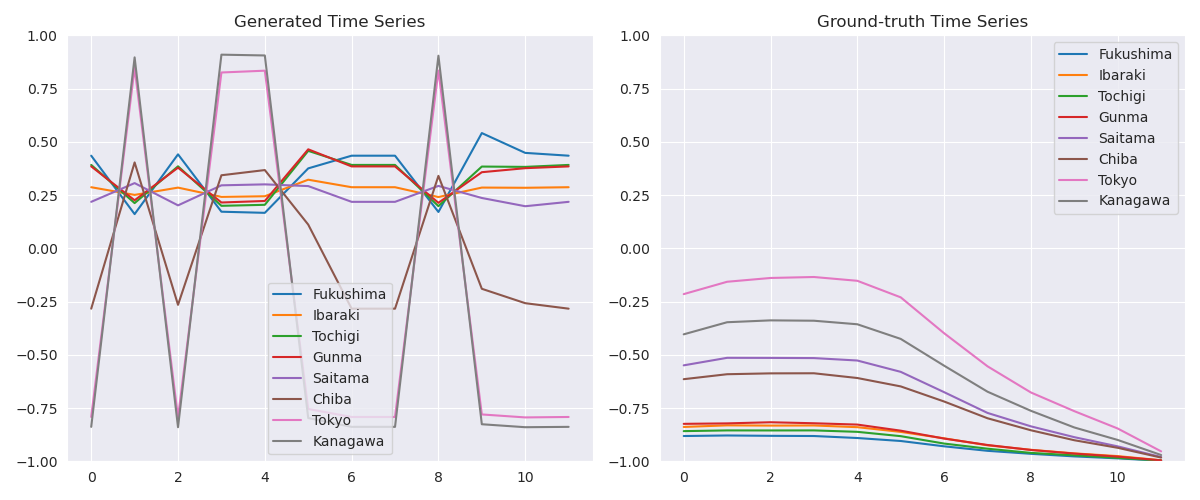 Generated Time Series
1.00
0.75
0.50
0.25
0.00
−0.25
−0.50
−0.75
−1.00
0 2 4 6 8 10
Fukushima
Ibaraki
Tochigi
Gunma
Saitama
Chiba
Tokyo
Kanagawa
Ground-truth Time Series
1.00
0.75
0.50
0.25
0.00
−0.25
−0.50
−0.75
−1.00
0 2 4 6 8 10
Fukushima
Ibaraki
Tochigi
Gunma
Saitama
Chiba
Tokyo
Kanagawa